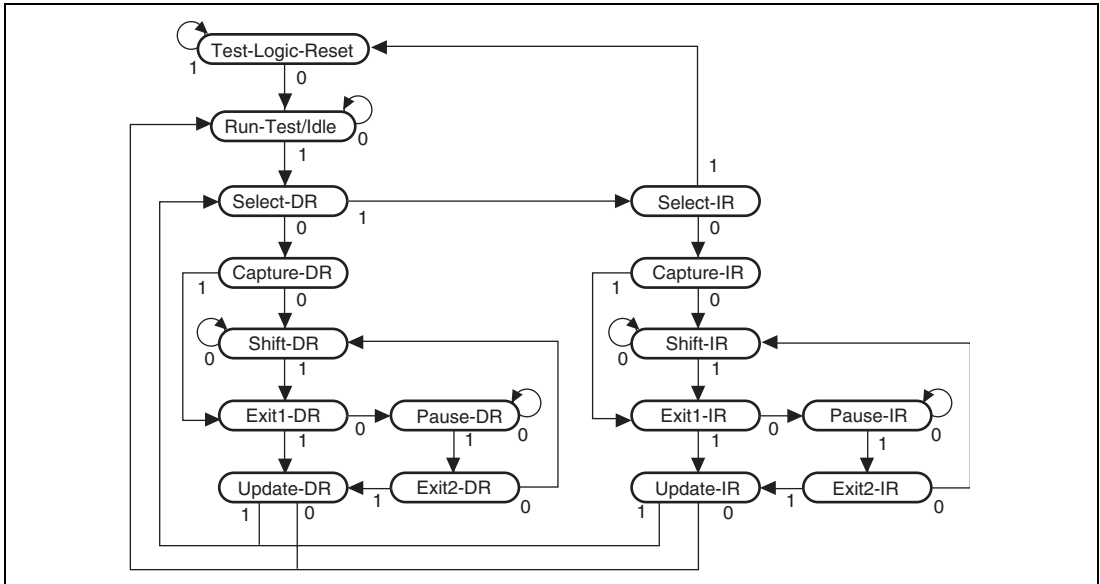 Test-Logic-Reset
1
0
Run-Test/Idle
0
1
1
Select-DR
1
Select-IR
0
0
Capture-DR
Capture-IR
1
0
1
0
Shift-DR
Shift-IR
0
1
0
1
Exit1-DR
Pause-DR
Exit1-IR
Pause-IR
0
0
0
0
1
1
1
1
Update-DR
Exit2-DR
Update-IR
Exit2-IR
1
0
1
0
1
0
1
0